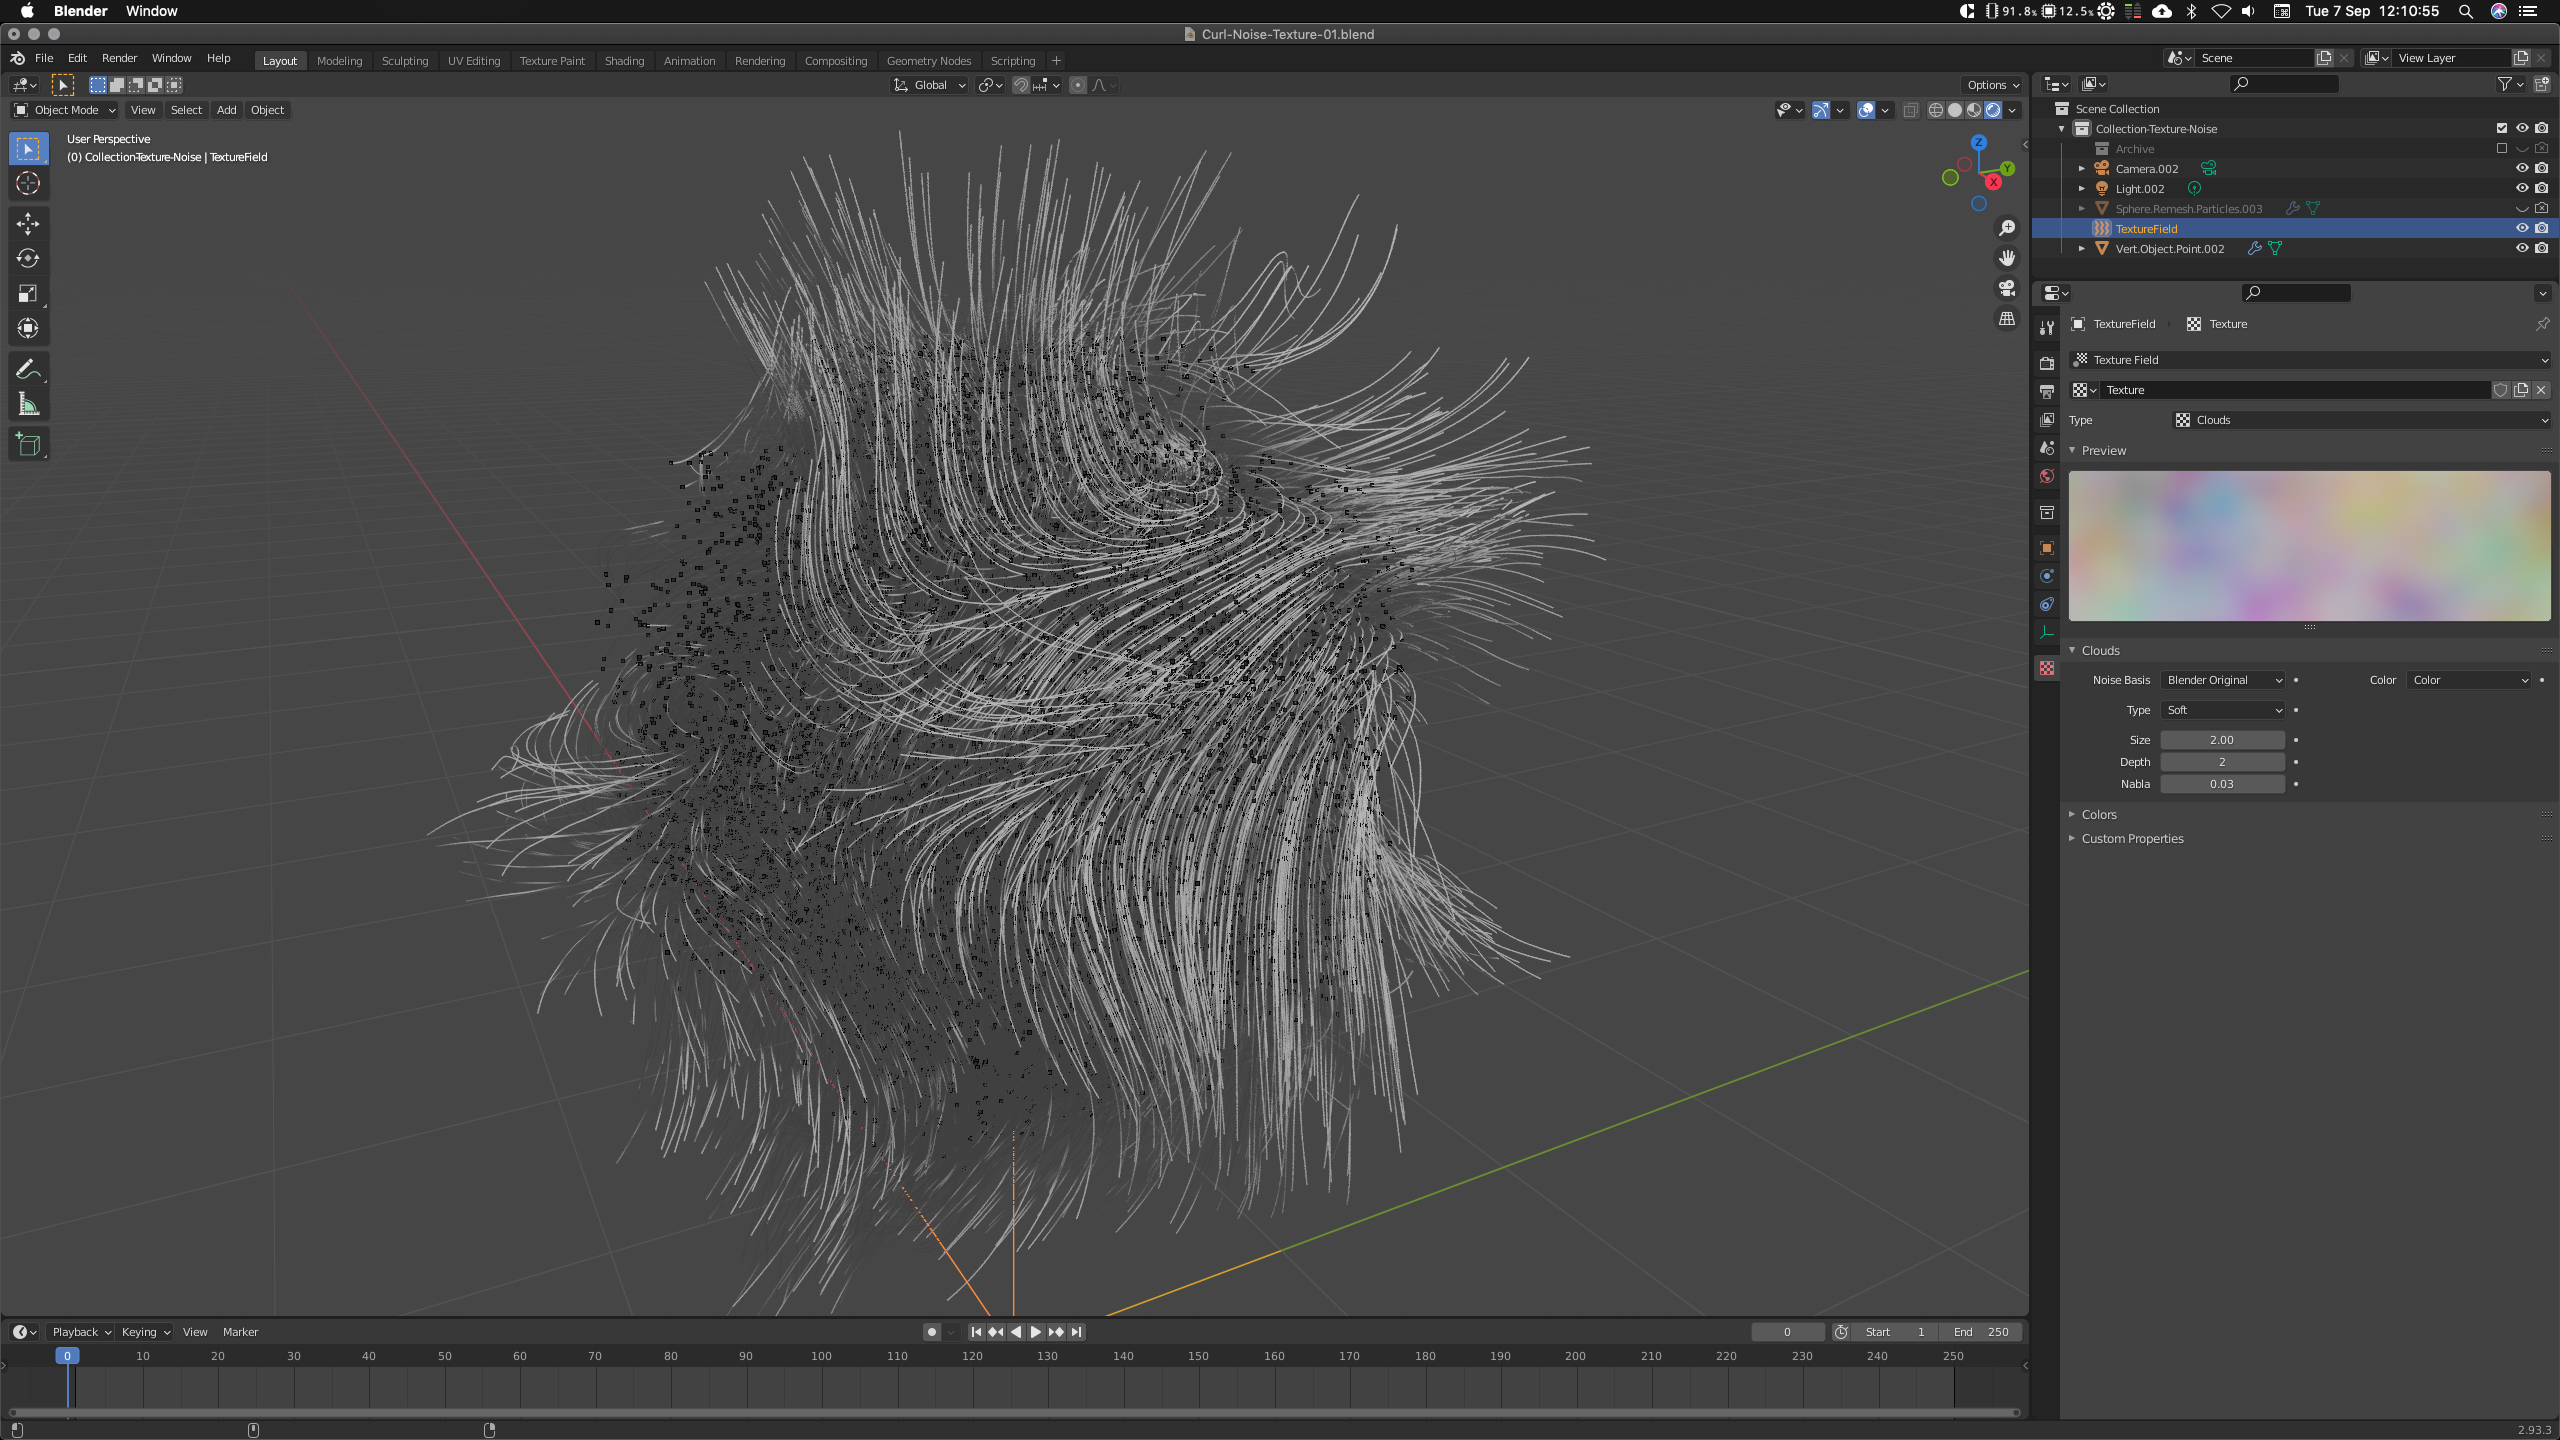 Blender Window 91.8% 12.5% Tue 7 Sep 12:10:55
Curl-Noise-Texture-01.blend
File Edit Render Window Help Layout Modeling Sculpting UV Editing Texture Paint Shading Animation Rendering Compositing Geometry Nodes Scripting + Scene View Layer
Global Options
Object Mode View Select Add Object
User Perspective
(0) Collection-Texture-Noise | TextureField
Z
Y
X
Scene Collection
Collection-Texture-Noise
Archive
Camera.002
Light.002
Sphere.Remesh.Particles.003
TextureField
Vert.Object.Point.002
TextureField Texture
Texture Field
Texture
Type Clouds
Preview
Clouds
Noise Basis Blender Original Color Color
Type Soft
Size 2.00
Depth 2
Nabla 0.03
Colors
Custom Properties
Playback Keying View Marker 0 Start 1 End 250
0 10 20 30 40 50 60 70 80 90 100 110 120 130 140 150 160 170 180 190 200 210 220 230 240 250
2.93.3